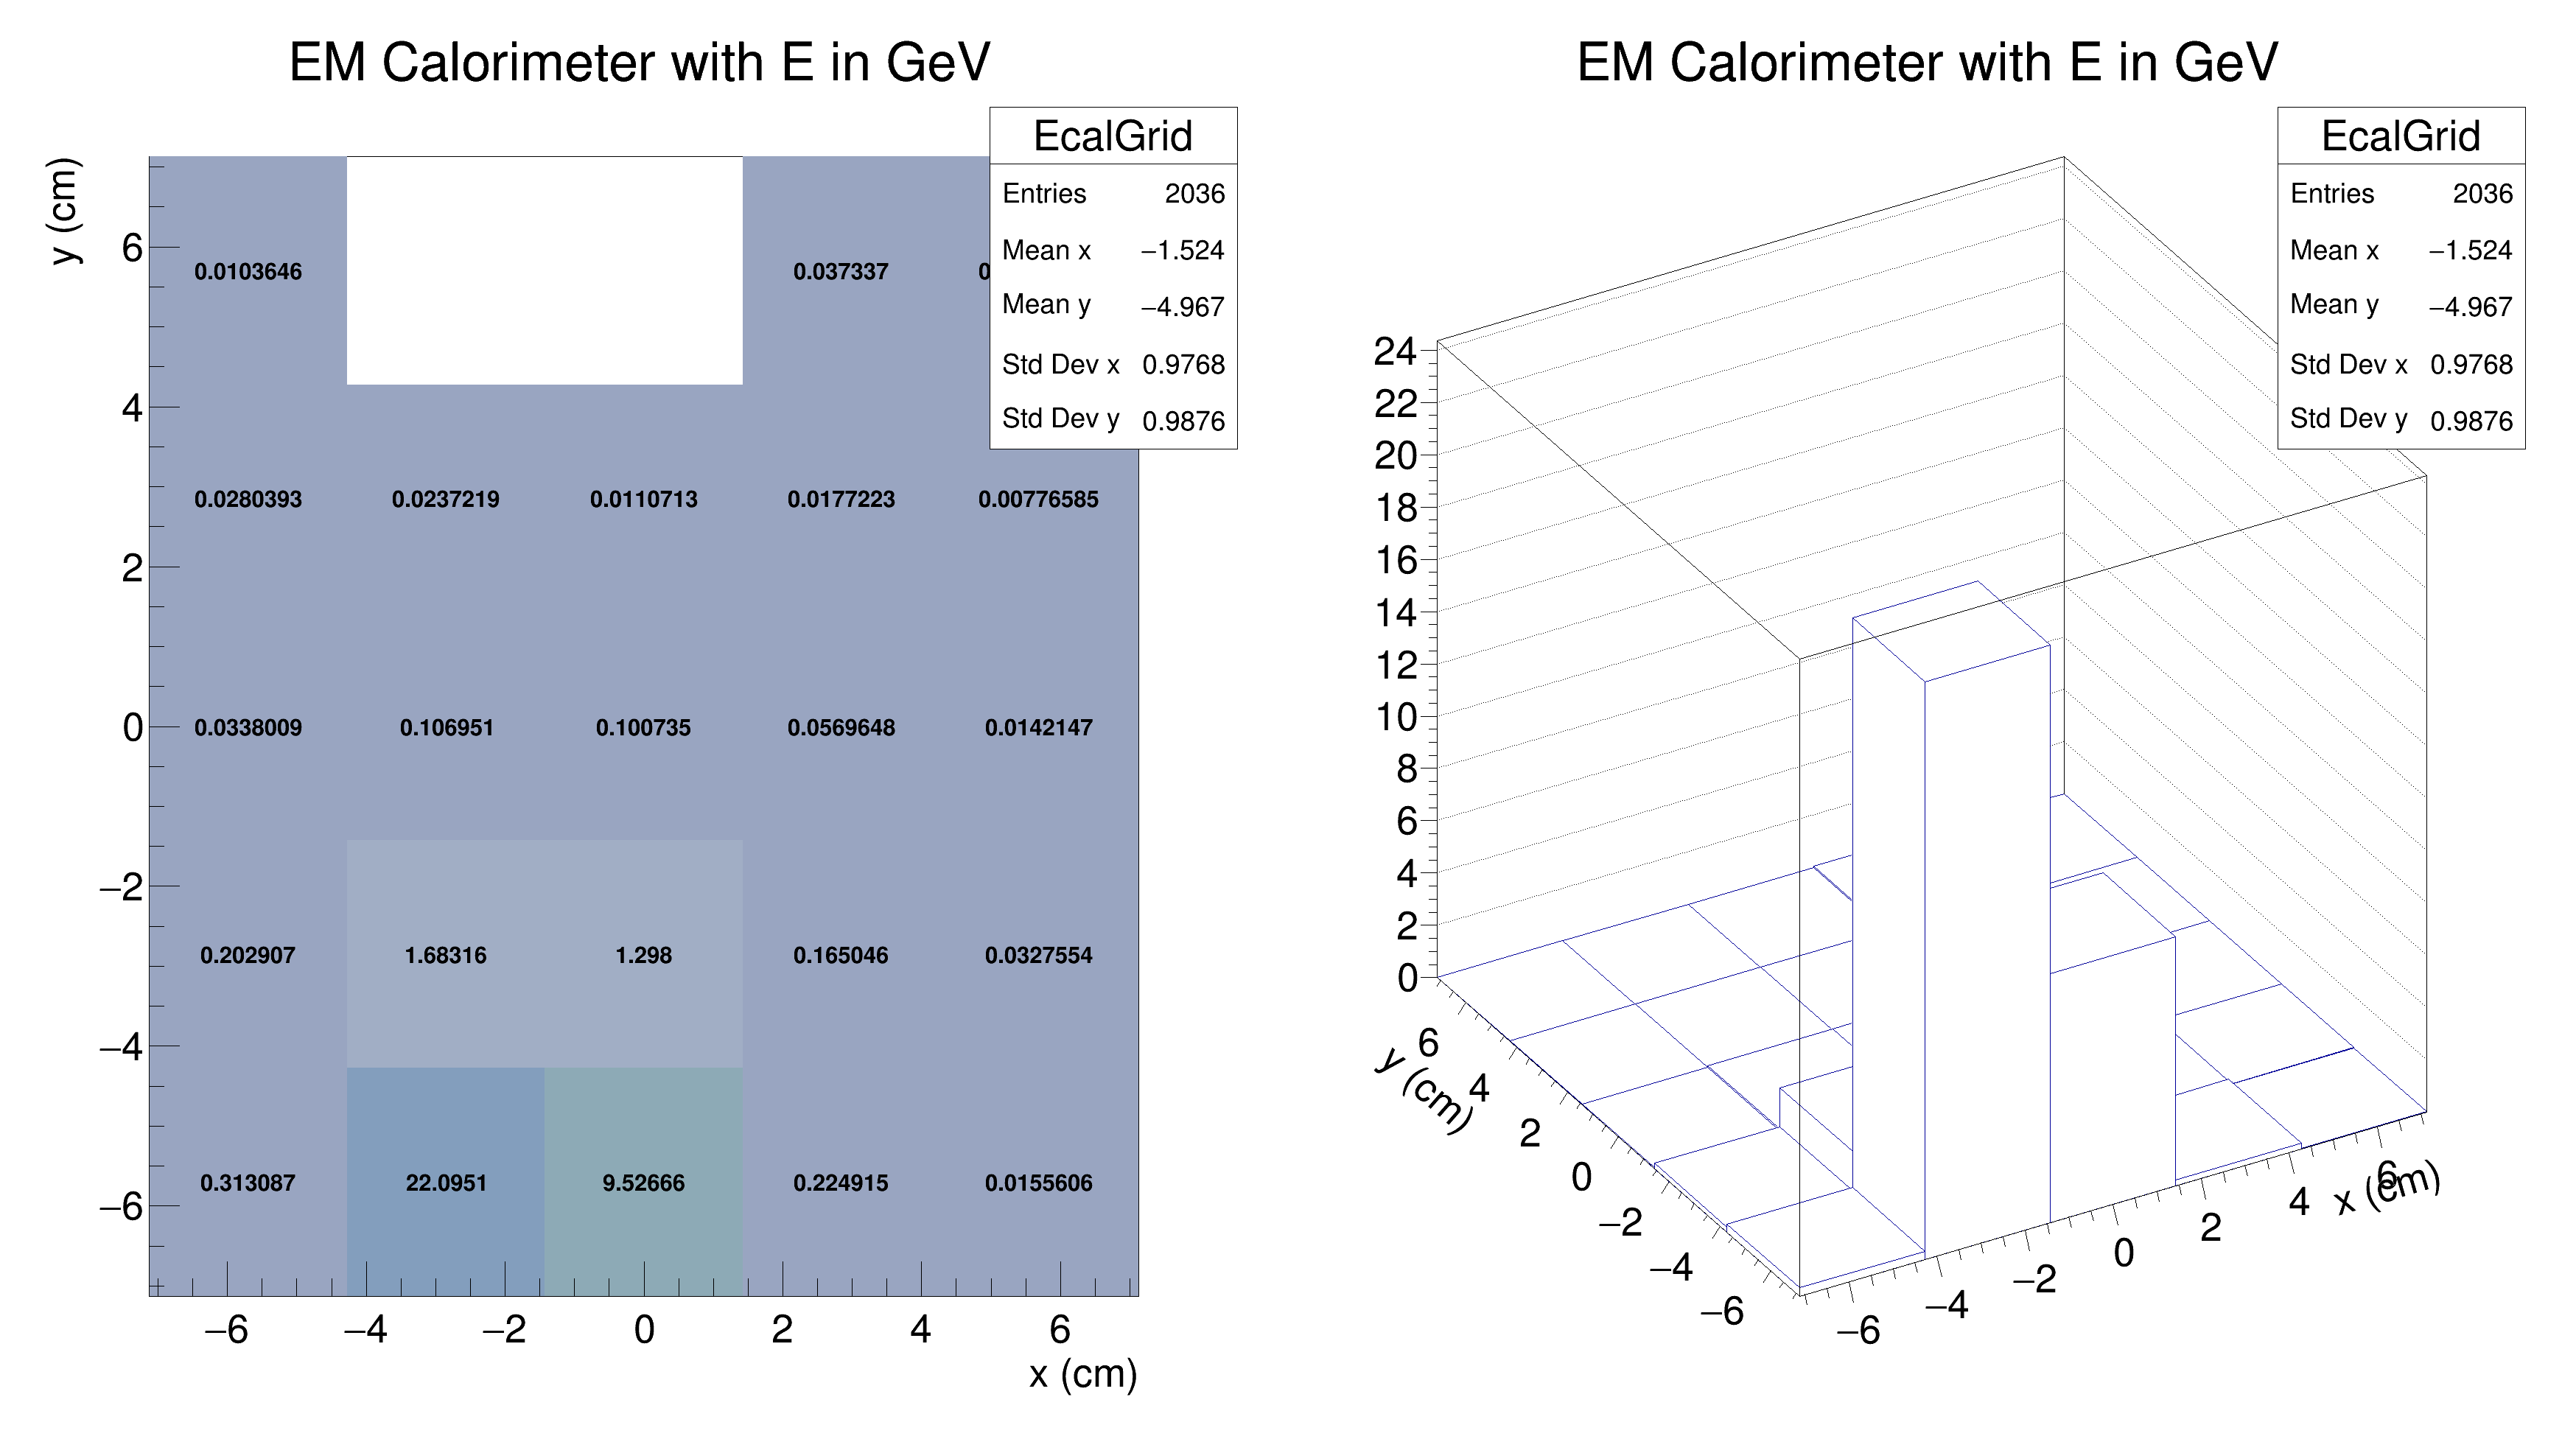 EM Calorimeter with E in GeV
EcalGrid
Entries 2036
Mean x −1.524
Mean y −4.967
Std Dev x 0.9768
Std Dev y 0.9876
y (cm)
6
4
2
0
−2
−4
−6
0.0103646 0.037337
0.0280393 0.0237219 0.0110713 0.0177223 0.00776585
0.0338009 0.106951 0.100735 0.0569648 0.0142147
0.202907 1.68316 1.298 0.165046 0.0327554
0.313087 22.0951 9.52666 0.224915 0.0155606
−6 −4 −2 0 2 4 6
x (cm)
EM Calorimeter with E in GeV
EcalGrid
Entries 2036
Mean x −1.524
Mean y −4.967
Std Dev x 0.9768
Std Dev y 0.9876
24
22
20
18
16
14
12
10
8
6
4
2
0
y (cm)
6
4
2
0
−2
−4
−6
−6
−4
−2
0
2
4
6
x (cm)